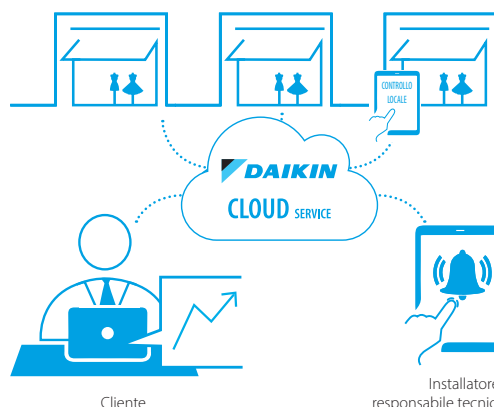 CONTROLLO
LOCALE
DAIKIN
CLOUD SERVICE
Cliente
Installatore
responsabile tecnic